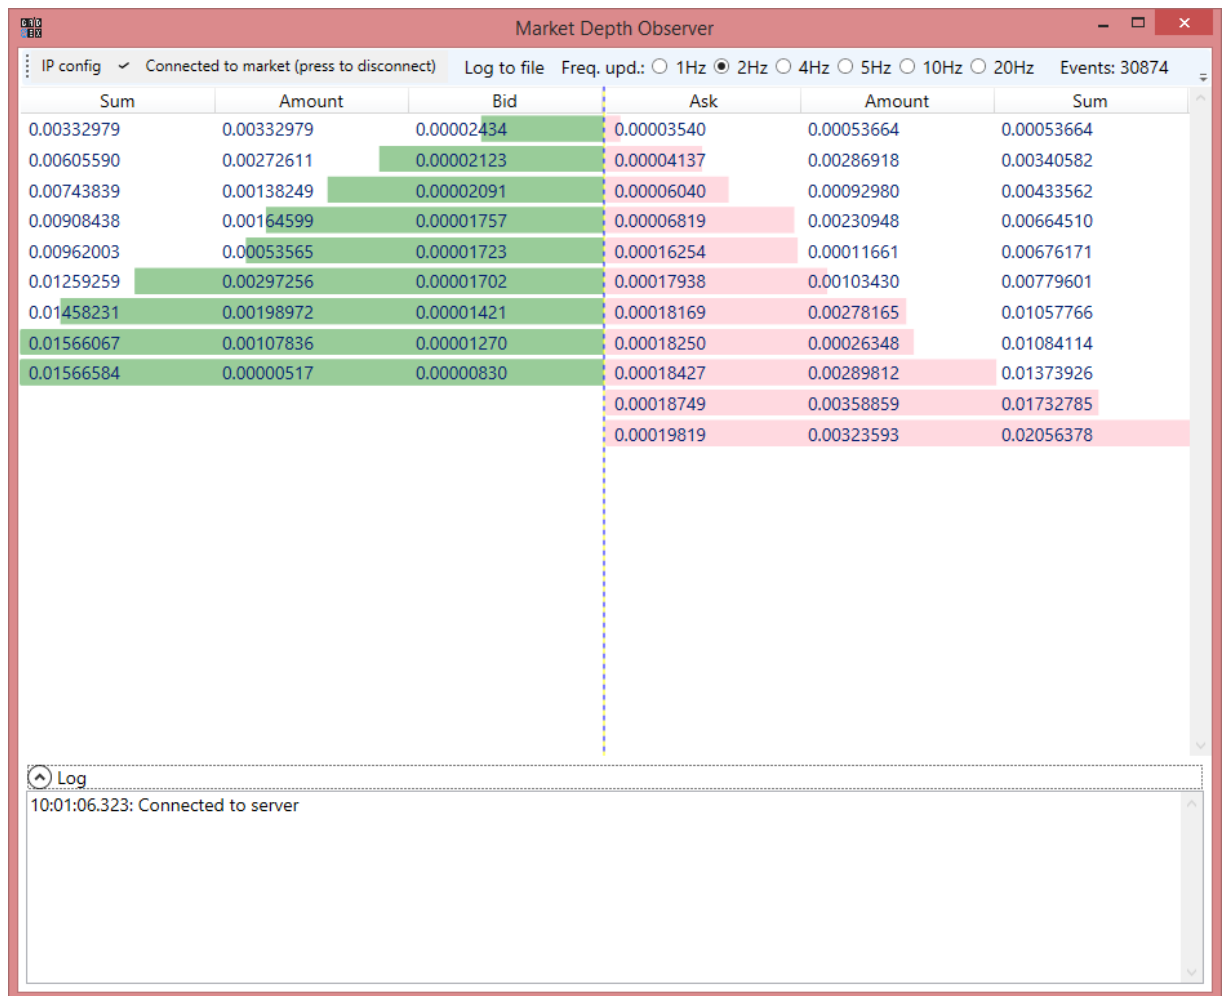 Market Depth Observer
IP config Connected to market (press to disconnect) Log to file Freq. upd.: 1Hz 2Hz 4Hz 5Hz 10Hz 20Hz Events: 30874
Sum Amount Bid Ask Amount Sum
0.00332979 0.00332979 0.00002434 0.00003540 0.00053664 0.00053664
0.00605590 0.00272611 0.00002123 0.00004137 0.00286918 0.00340582
0.00743839 0.00138249 0.00002091 0.00006040 0.00092980 0.00433562
0.00908438 0.00164599 0.00001757 0.00006819 0.00230948 0.00664510
0.00962003 0.00053565 0.00001723 0.00016254 0.00011661 0.00676171
0.01259259 0.00297256 0.00001702 0.00017938 0.00103430 0.00779601
0.01458231 0.00198972 0.00001421 0.00018169 0.00278165 0.01057766
0.01566067 0.00107836 0.00001270 0.00018250 0.00026348 0.01084114
0.01566584 0.00000517 0.00000830 0.00018427 0.00289812 0.01373926
0.00018749 0.00358859 0.01732785
0.00019819 0.00323593 0.02056378
Log
10:01:06.323: Connected to server